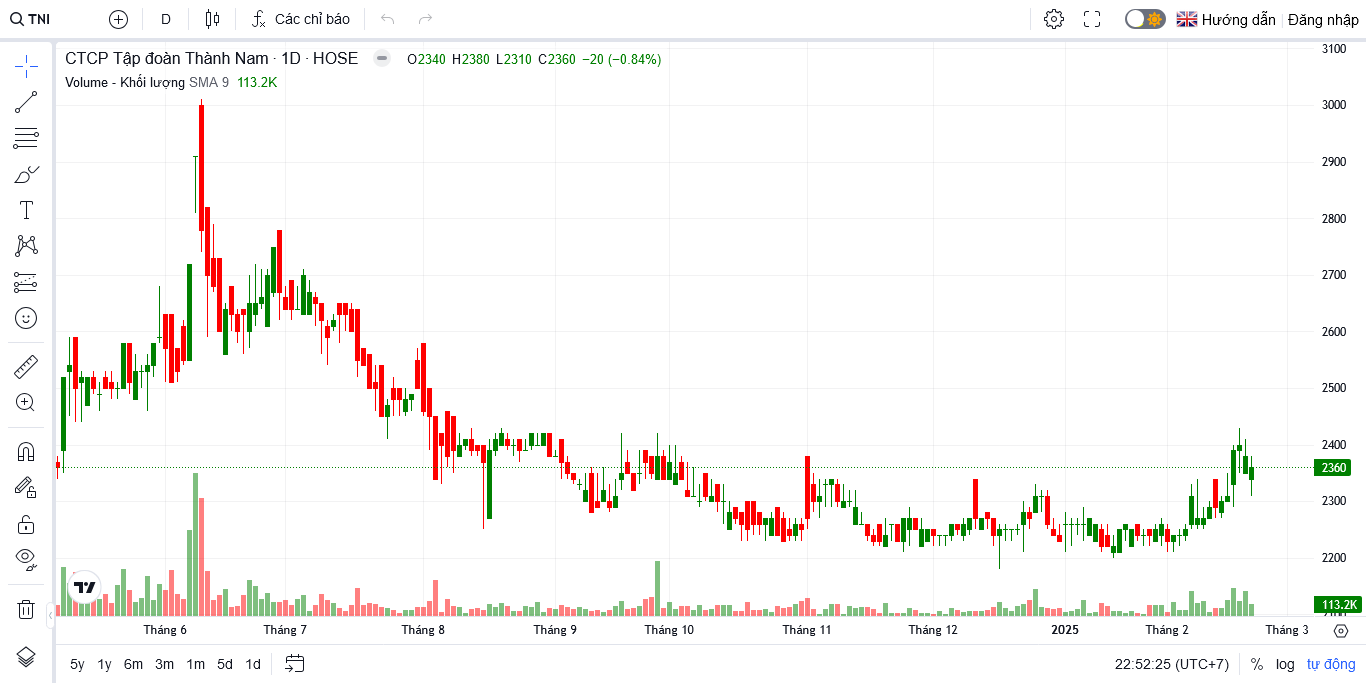 TNI D Các chỉ báo Hướng dẫn Đăng nhập
CTCP Tập đoàn Thành Nam · 1D · HOSE O2340 H2380 L2310 C2360 −20 (−0.84%)
Volume - Khối lượng SMA 9 113.2K
3100
3000
2900
2800
2700
2600
2500
2400
2360
2300
2200
113.2K
Tháng 6 Tháng 7 Tháng 8 Tháng 9 Tháng 10 Tháng 11 Tháng 12 2025 Tháng 2 Tháng 3
5y 1y 6m 3m 1m 5d 1d 22:52:25 (UTC+7) % log tự động